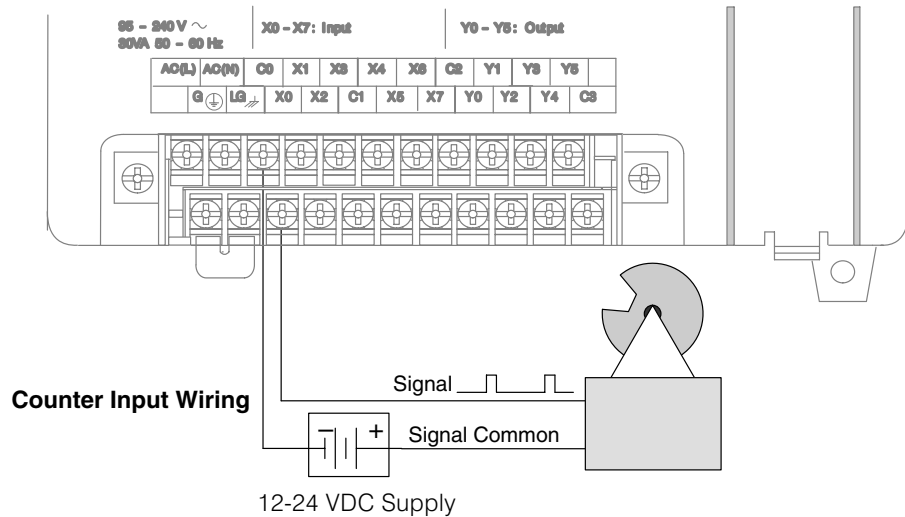 95 – 240 V ~ X0 – X7: Input Y0 – Y5: Output
30VA 50 – 60 Hz
AC(L) AC(N) C0 X1 X3 X4 X6 C2 Y1 Y3 Y5
G LG X0 X2 C1 X5 X7 Y0 Y2 Y4 C3
Signal
Counter Input Wiring
– + Signal Common
12-24 VDC Supply